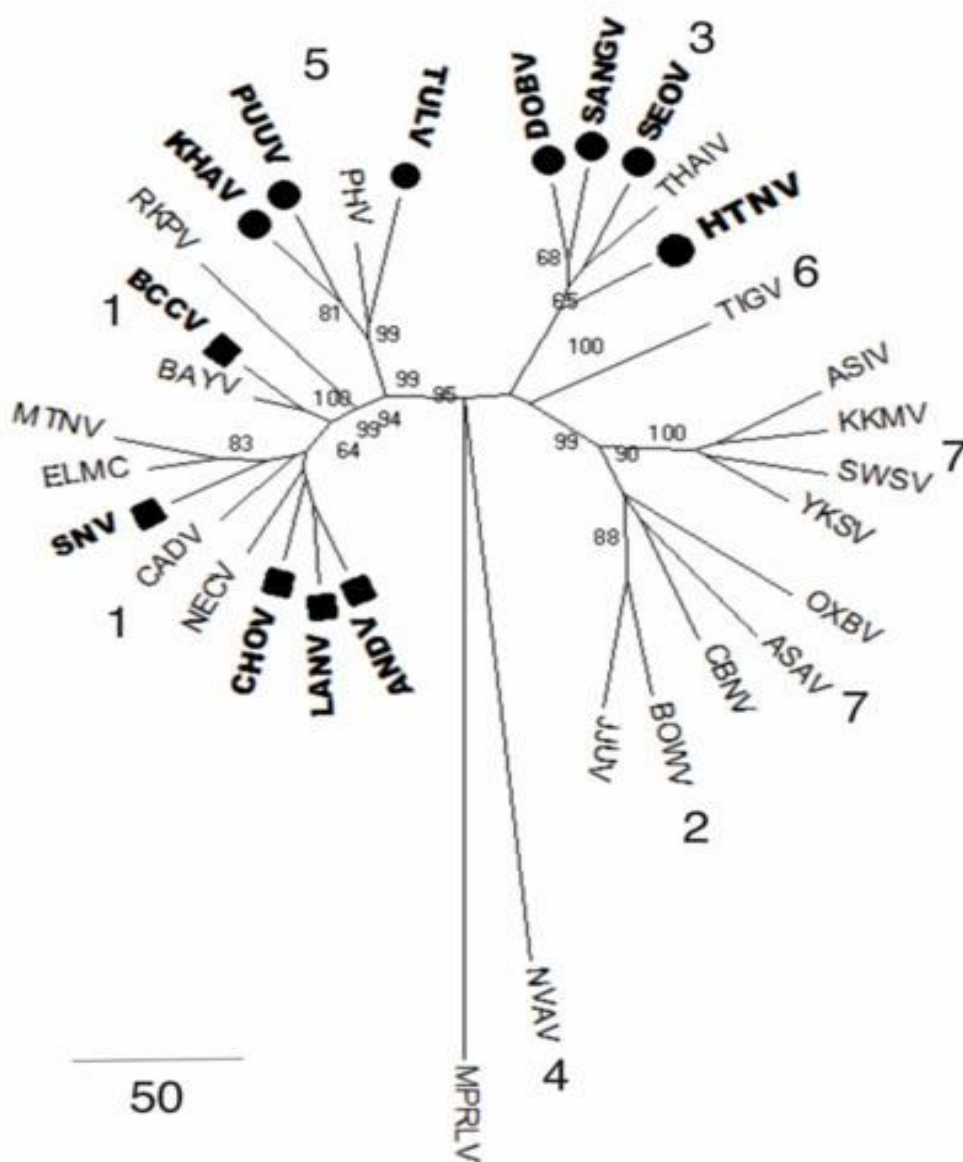 5
3
PUUV
TULV
DOBV
SANGV
SEOV
KHAV
PHV
THAIV
HTNV
RKPV
68
6
BCCV
1
81
99
65
TIGV
BAYV
100
99
95
100
ASIV
MTNV
94
99
KKMV
83
64
99
90
100
7
ELMC
SWSV
SNV
YKSV
CADV
88
OXBV
1
NECV
CHOV
LANV
ANDV
CBNV
ASAV
7
JJUV
BOWV
2
NVAV
4
50
MPRLV